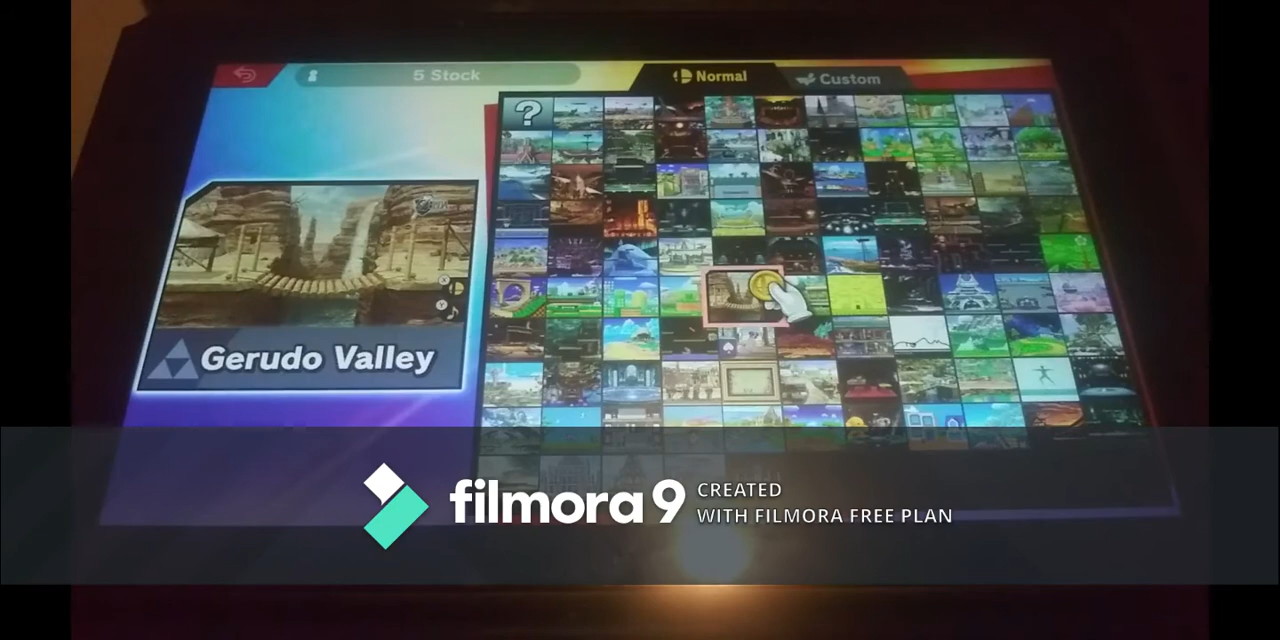 5 Stock
Normal
Custom
?
X
Y
Gerudo Valley
filmora 9
CREATED
WITH FILMORA FREE PLAN